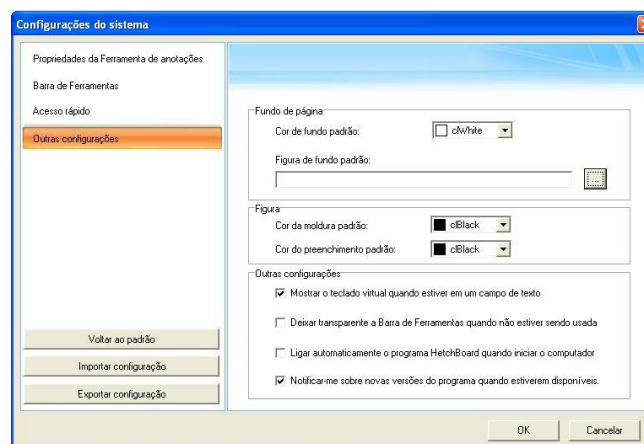 Configurações do sistema
Propriedades da Ferramenta de anotações
Barra de Ferramentas
Acesso rápido
Outras configurações
Voltar ao padrão
Importar configuração
Exportar configuração
Fundo de página
Cor de fundo padrão:
clWhite
Figura de fundo padrão:
...
Figura
Cor da moldura padrão:
clBlack
Cor do preenchimento padrão:
clBlack
Outras configurações
Mostrar o teclado virtual quando estiver em um campo de texto
Deixar transparente a Barra de Ferramentas quando não estiver sendo usada
Ligar automaticamente o programa HetchBoard quando iniciar o computador
Notificar-me sobre novas versões do programa quando estiverem disponíveis.
OK
Cancelar